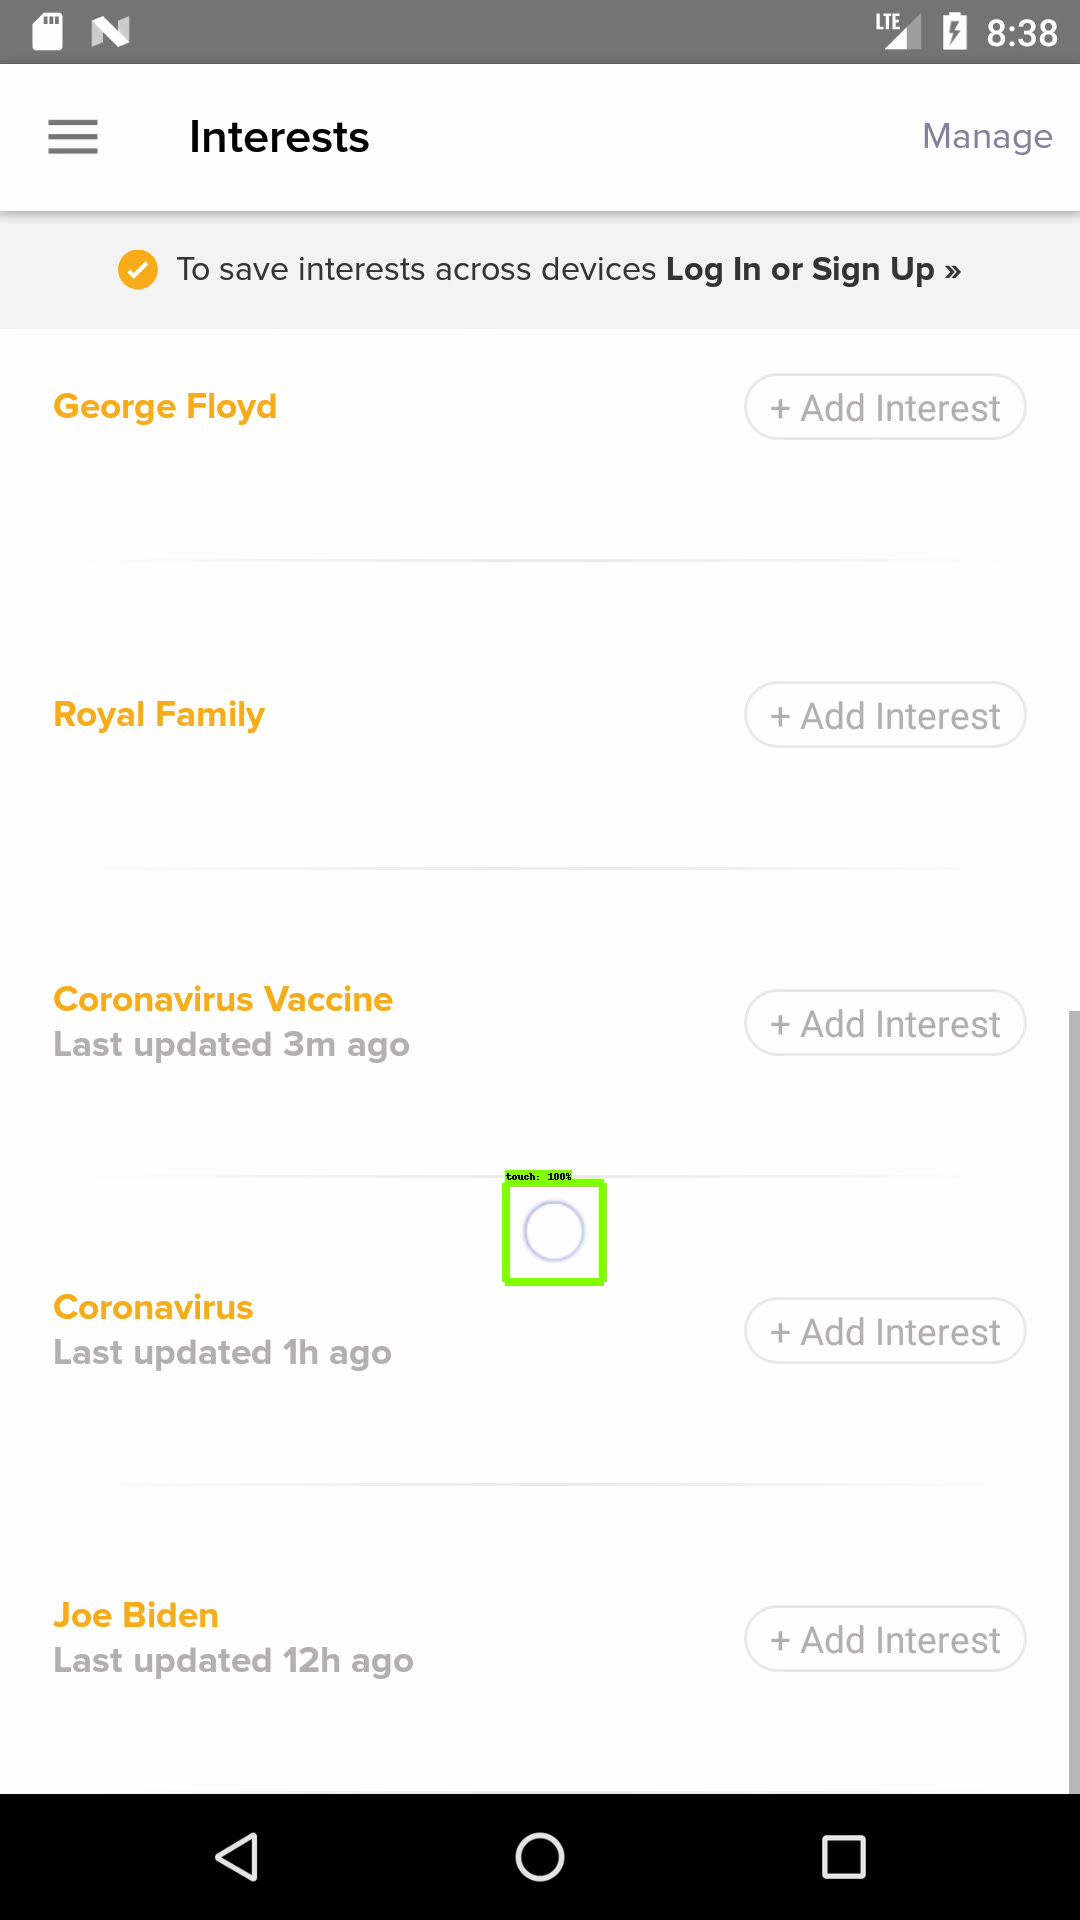 LTE 8:38
Interests Manage
To save interests across devices Log In or Sign Up »
George Floyd + Add Interest
Royal Family + Add Interest
Coronavirus Vaccine
Last updated 3m ago + Add Interest
touch: 100%
Coronavirus
Last updated 1h ago + Add Interest
Joe Biden
Last updated 12h ago + Add Interest